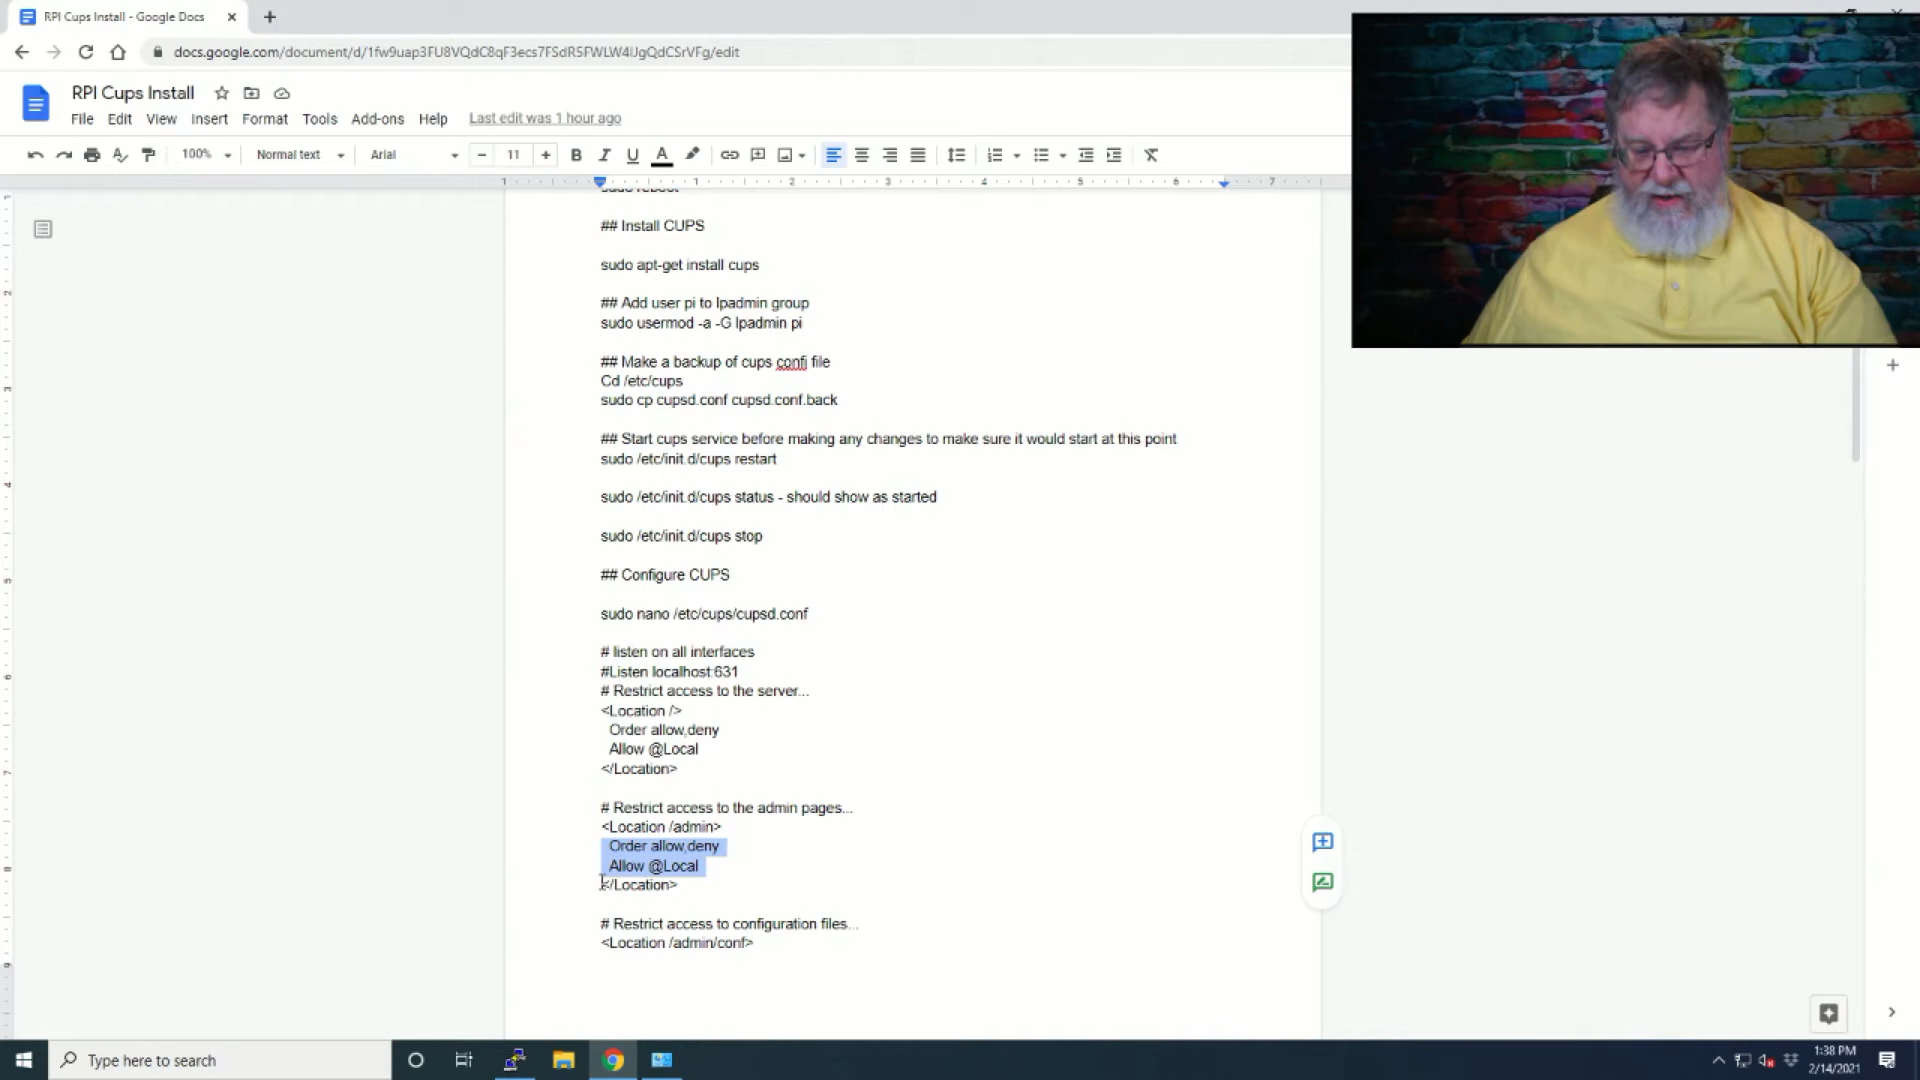 RPI Cups Install - Google Docs
docs.google.com/document/d/1fw9uap3FU8VQdC8qF3ecs7FSdR5FWLW4IJgQdCSrVFg/edit
RPI Cups Install
File Edit View Insert Format Tools Add-ons Help Last edit was 1 hour ago
100% Normal text Arial 11
1 1 2 3 4 5 6 7
sudo reboot
## Install CUPS
sudo apt-get install cups
## Add user pi to lpadmin group
sudo usermod -a -G lpadmin pi
## Make a backup of cups confi file
Cd /etc/cups
sudo cp cupsd.conf cupsd.conf.back
## Start cups service before making any changes to make sure it would start at this point
sudo /etc/init.d/cups restart
sudo /etc/init.d/cups status - should show as started
sudo /etc/init.d/cups stop
## Configure CUPS
sudo nano /etc/cups/cupsd.conf
# listen on all interfaces
#Listen localhost:631
# Restrict access to the server...
<Location />
Order allow,deny
Allow @Local
</Location>
# Restrict access to the admin pages...
<Location /admin>
Order allow,deny
Allow @Local
</Location>
# Restrict access to configuration files...
<Location /admin/conf>
Type here to search
1:38 PM
2/14/2021